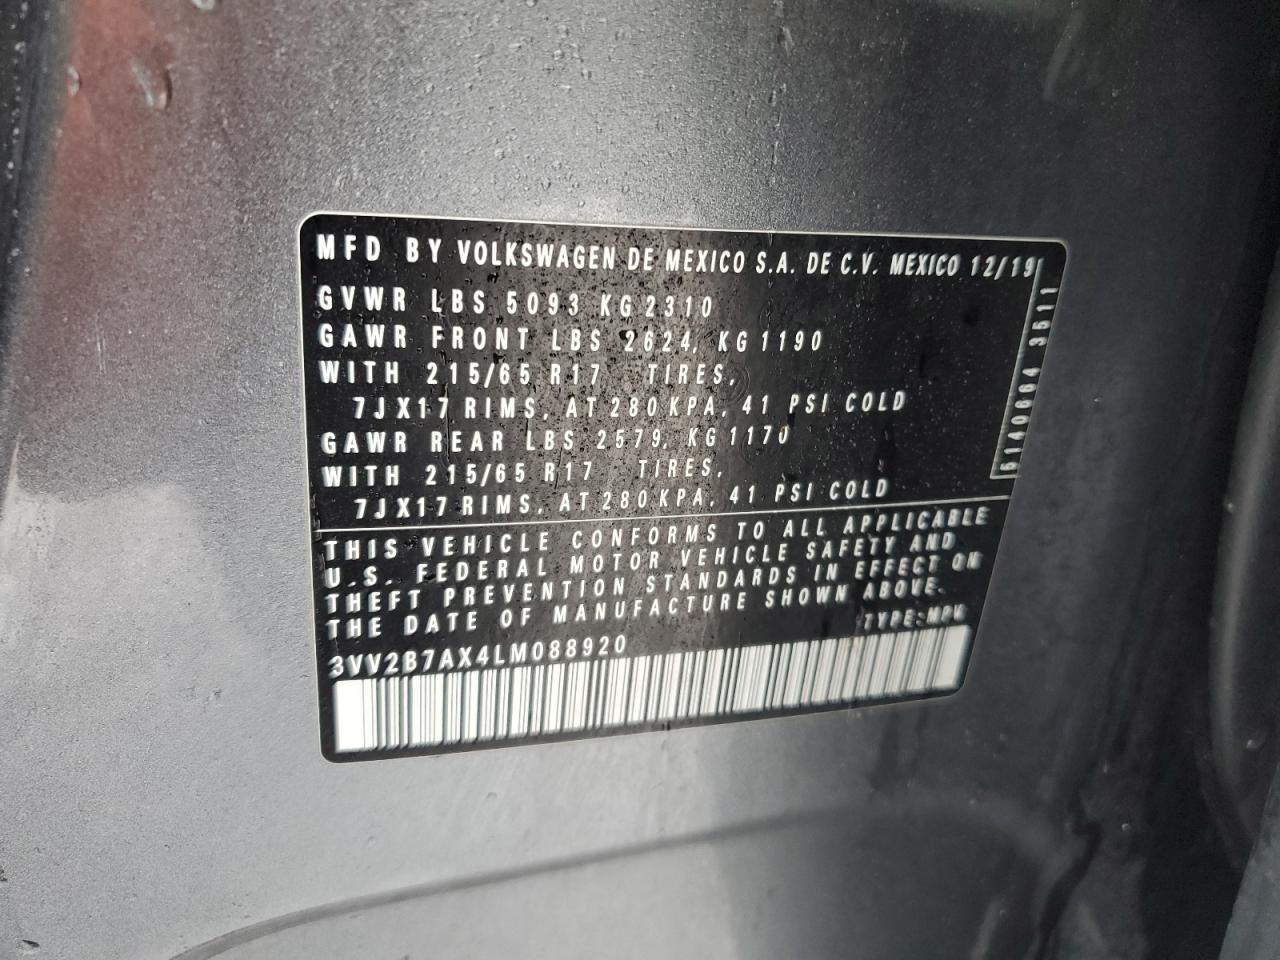 MFD BY VOLKSWAGEN DE MEXICO S.A. DE C.V. MEXICO 12/19
GVWR LBS 5093 KG 2310
GAWR FRONT LBS 2624, KG 1190
WITH 215/65 R17 TIRES,
7JX17 RIMS, AT 280 KPA, 41 PSI COLD
GAWR REAR LBS 2579, KG 1170
WITH 215/65 R17 TIRES,
7JX17 RIMS, AT 280 KPA, 41 PSI COLD
5140664 3511
THIS VEHICLE CONFORMS TO ALL APPLICABLE
U.S. FEDERAL MOTOR VEHICLE SAFETY AND
THEFT PREVENTION STANDARDS IN EFFECT ON
THE DATE OF MANUFACTURE SHOWN ABOVE.
TYPE:MPV
3VV2B7AX4LM088920